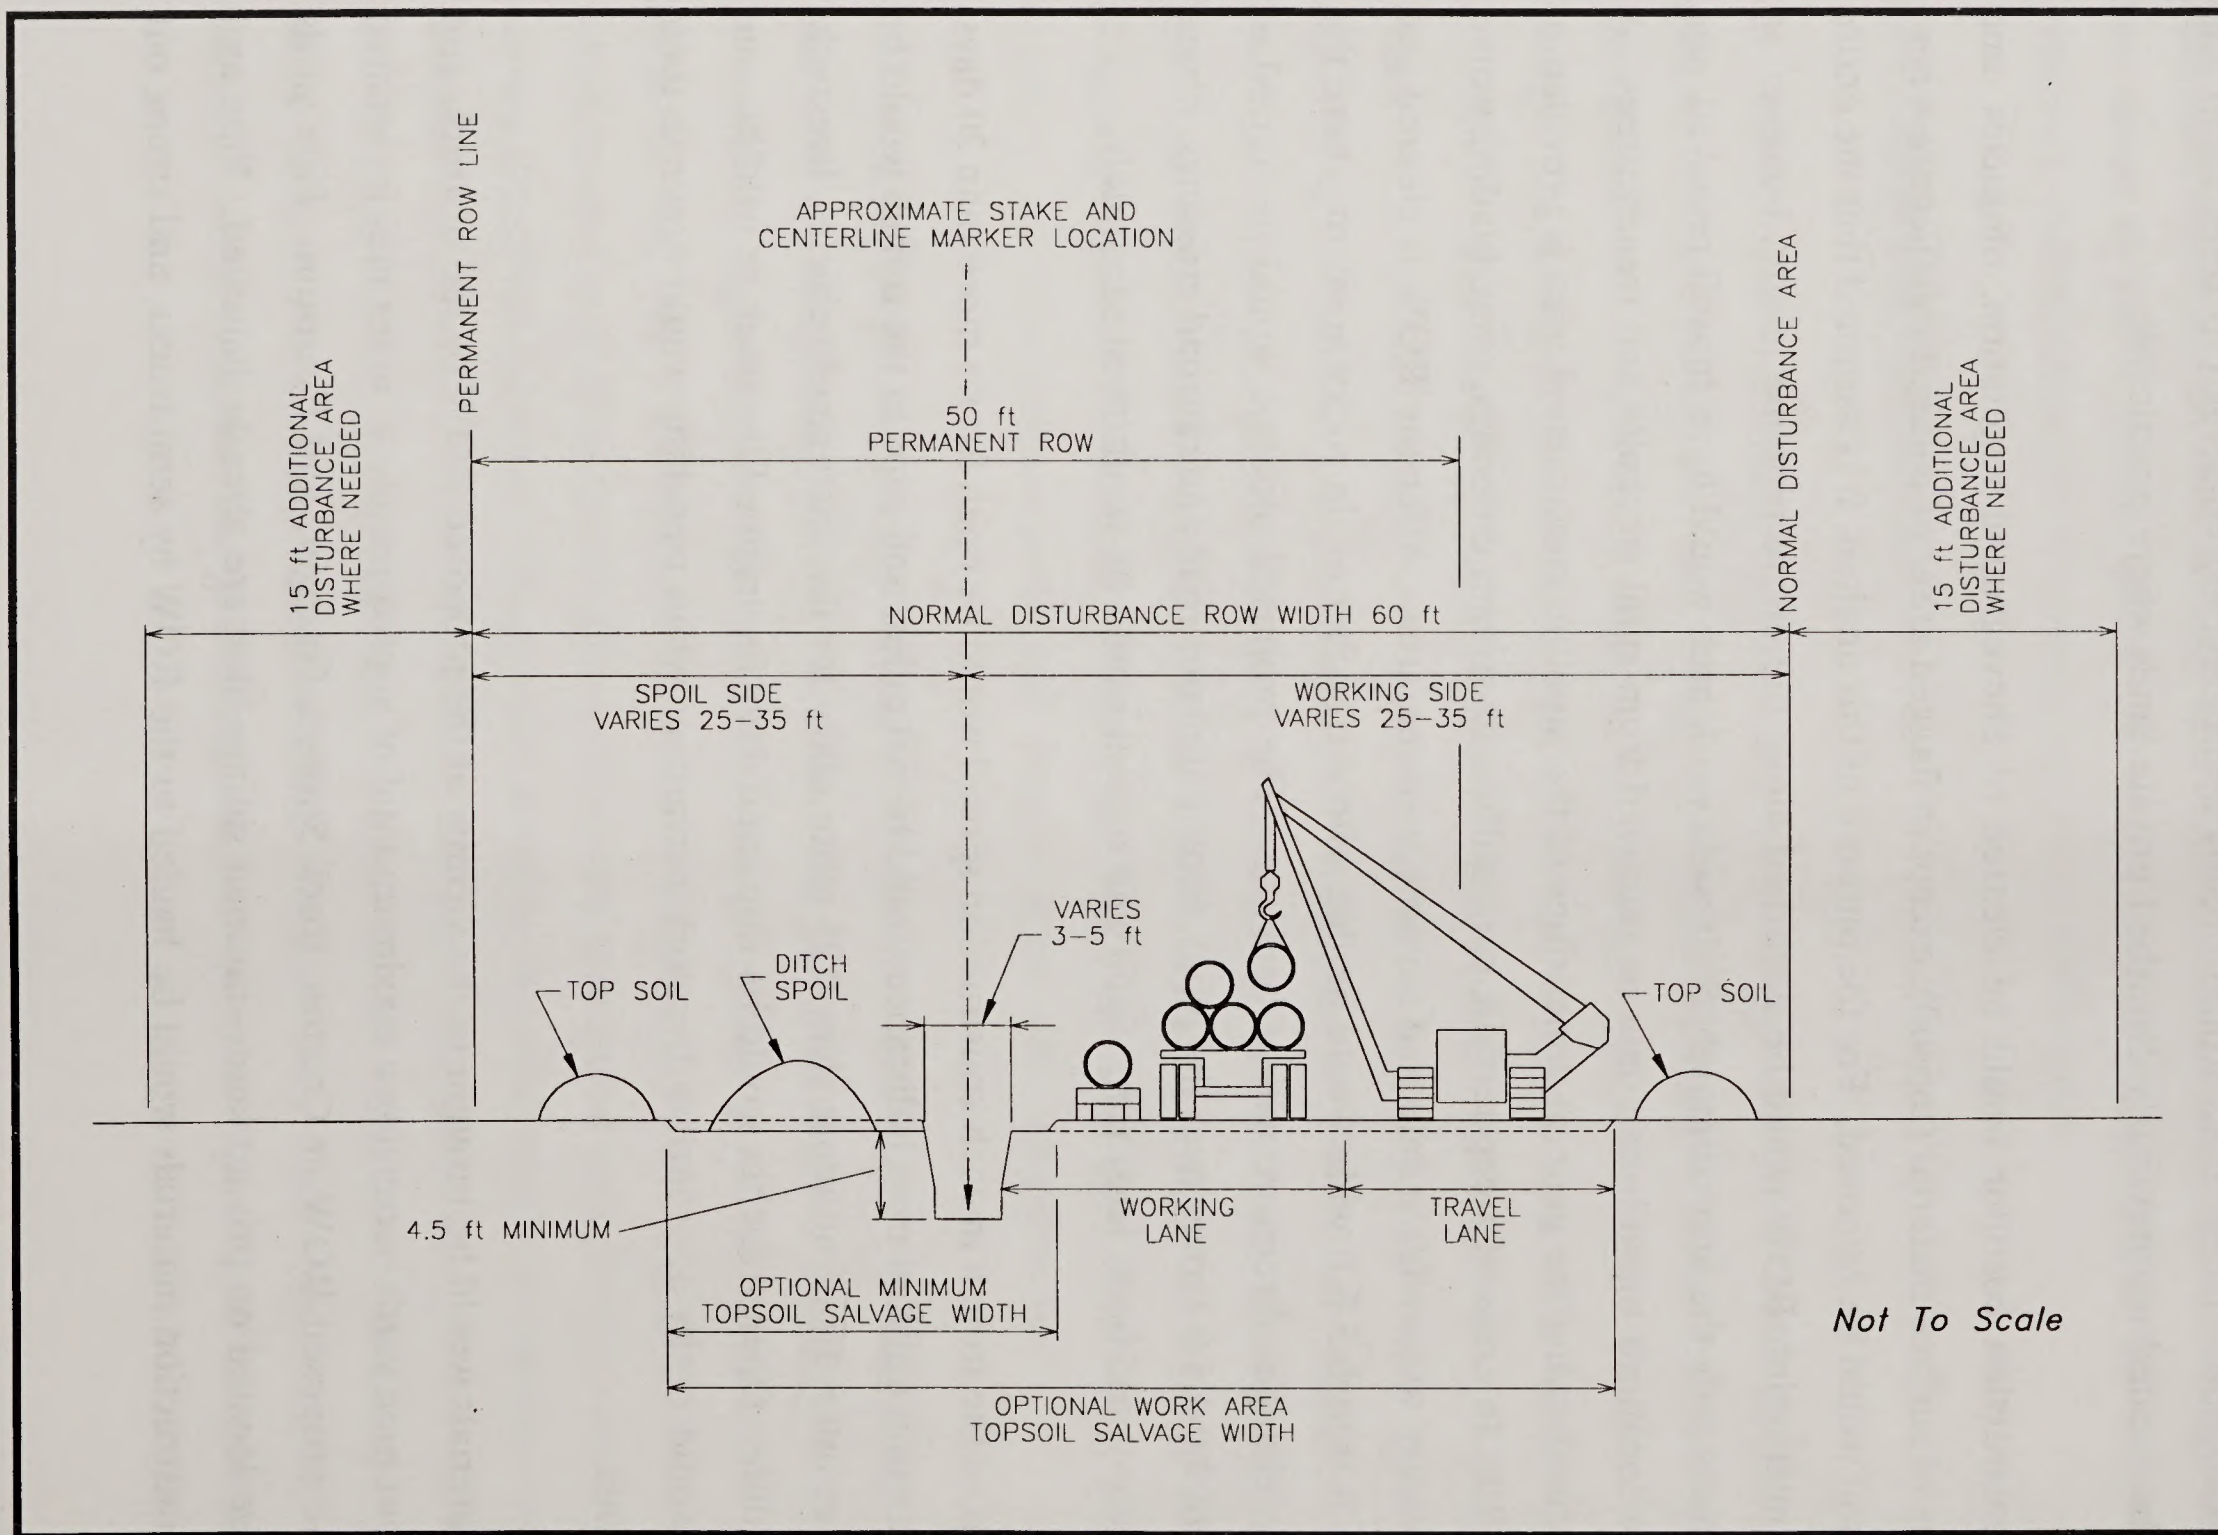 APPROXIMATE STAKE AND
CENTERLINE MARKER LOCATION
PERMANENT ROW LINE
15 ft ADDITIONAL
DISTURBANCE AREA
WHERE NEEDED
50 ft
PERMANENT ROW
NORMAL DISTURBANCE AREA
15 ft ADDITIONAL
DISTURBANCE AREA
WHERE NEEDED
NORMAL DISTURBANCE ROW WIDTH 60 ft
SPOIL SIDE
VARIES 25-35 ft
WORKING SIDE
VARIES 25-35 ft
VARIES
3-5 ft
TOP SOIL
DITCH
SPOIL
TOP SOIL
4.5 ft MINIMUM
WORKING
LANE
TRAVEL
LANE
OPTIONAL MINIMUM
TOPSOIL SALVAGE WIDTH
Not To Scale
OPTIONAL WORK AREA
TOPSOIL SALVAGE WIDTH